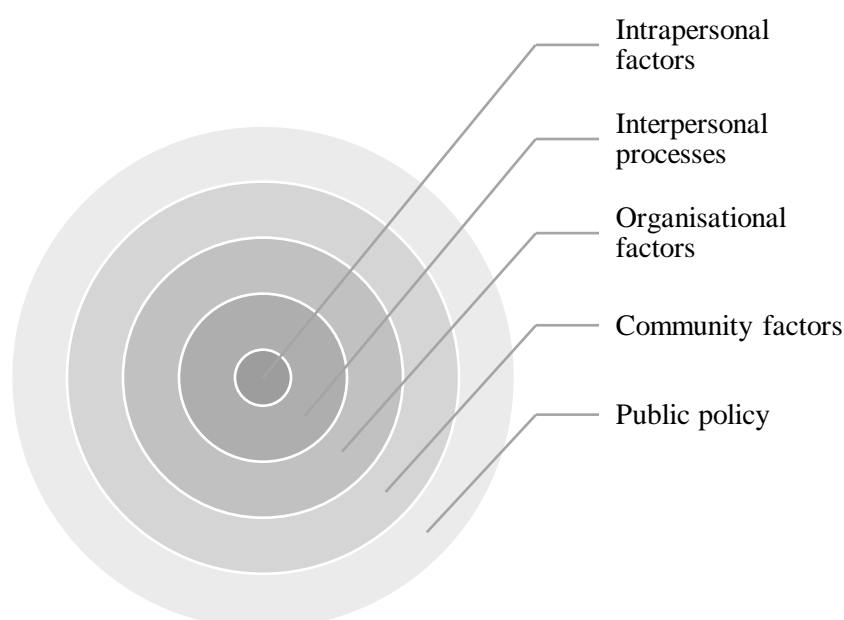 Intrapersonal
factors
Interpersonal
processes
Organisational
factors
Community factors
Public policy